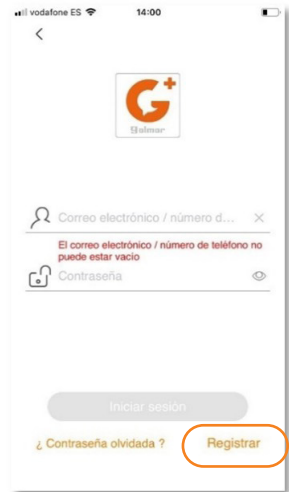 vodafone ES 14:00
G+
Golmar
Correo electrónico / número d...
El correo electrónico / número de teléfono no
puede estar vacio
Contraseña
Iniciar sesión
¿ Contraseña olvidada ? Registrar